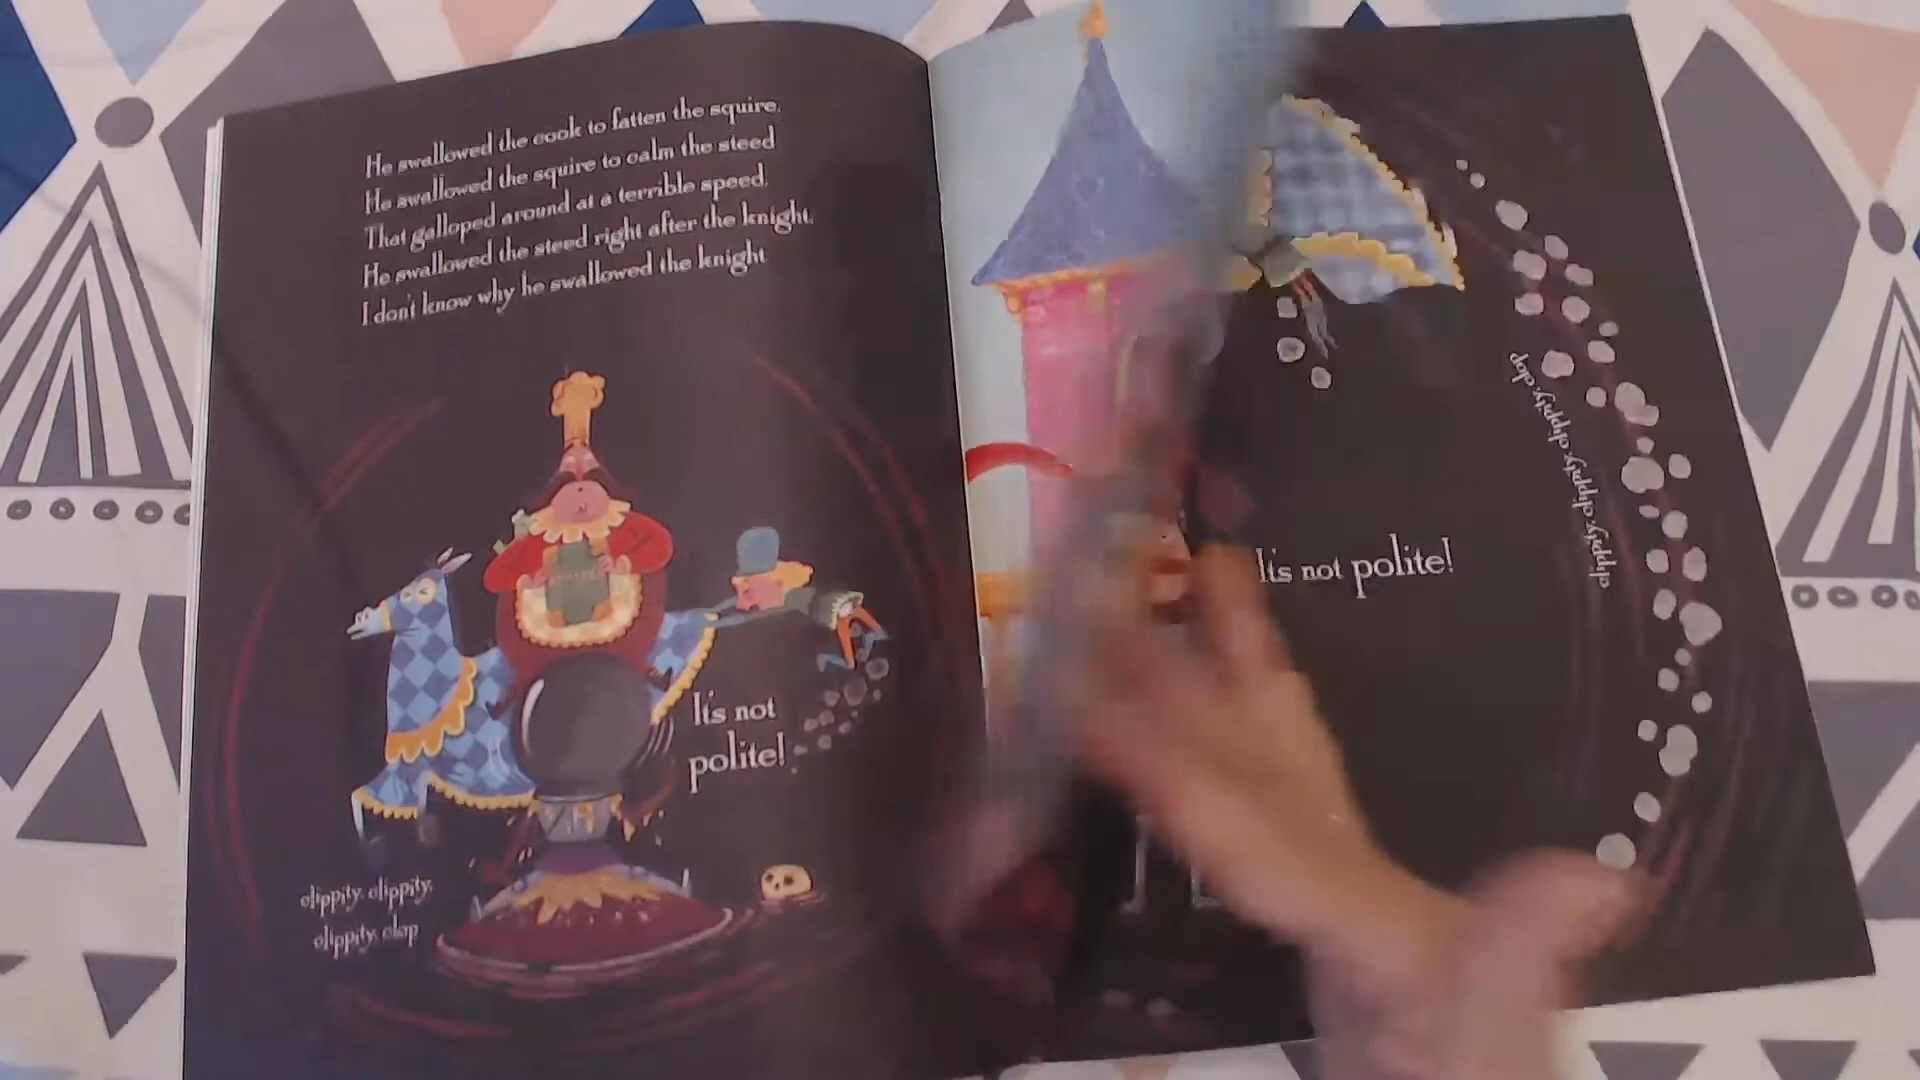 He swallowed the cook to fatten the squire.
He swallowed the squire to calm the steed
That galloped around at a terrible speed.
He swallowed the steed right after the knight.
I don't know why he swallowed the knight
It's not
polite!
clippity, clippity,
clippity, clop
It's not polite!
clippity, clippity, clippity, clop